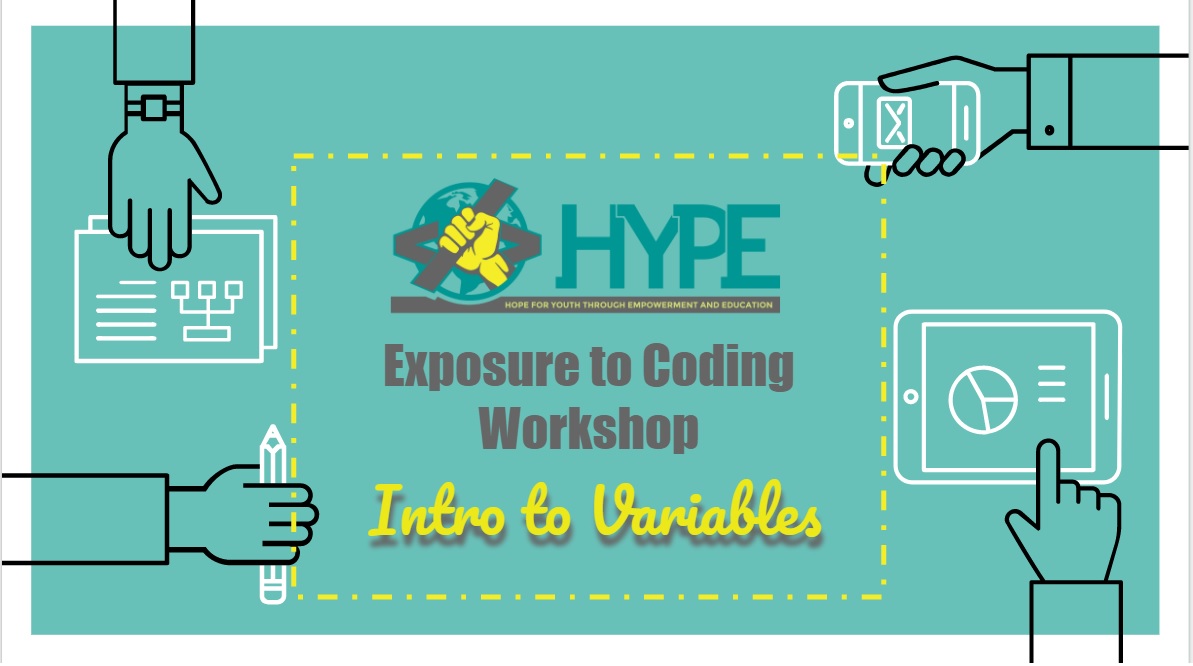 HYPE
HOPE FOR YOUTH THROUGH EMPOWERMENT AND EDUCATION
Exposure to Coding
Workshop
Intro to Variables